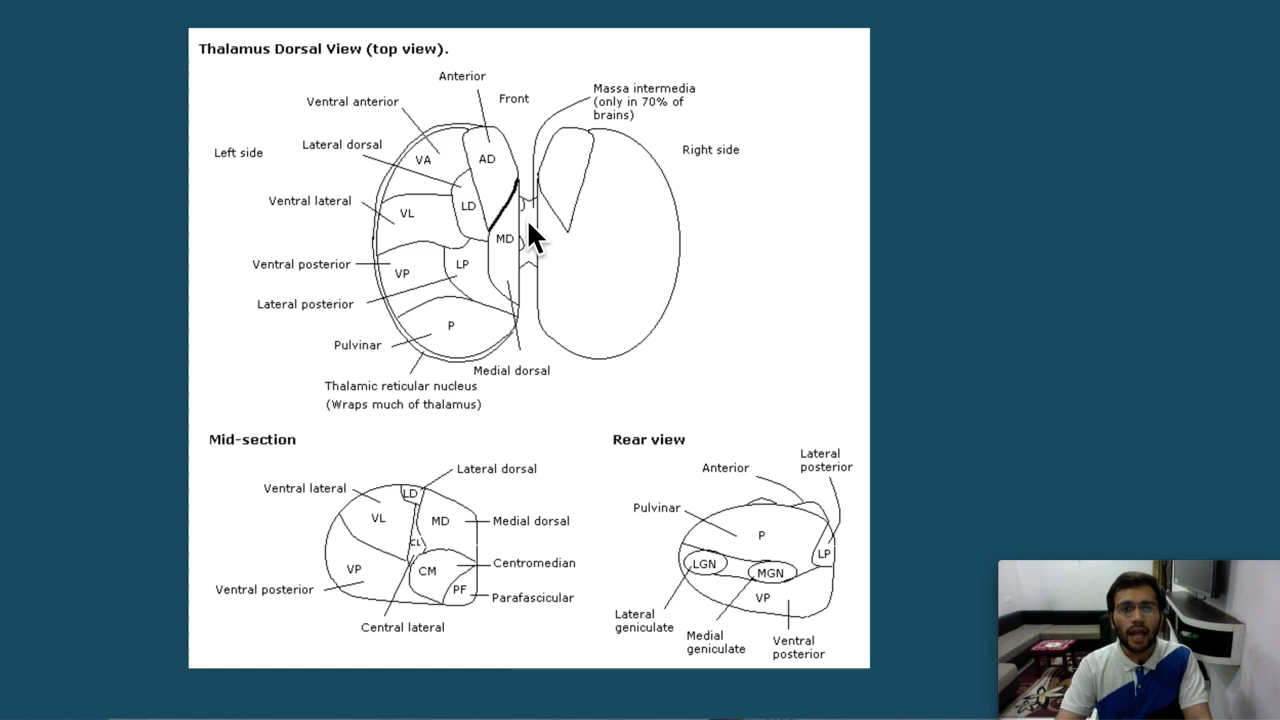 Thalamus Dorsal View (top view).
Anterior
Front
Massa intermedia
(only in 70% of
brains)
Ventral anterior
Lateral dorsal
Left side
Right side
VA
AD
Ventral lateral
LD
VL
MD
Ventral posterior
LP
VP
Lateral posterior
P
Pulvinar
Medial dorsal
Thalamic reticular nucleus
(Wraps much of thalamus)
Mid-section
Lateral dorsal
Ventral lateral
LD
VL
MD
Medial dorsal
CL
Centromedian
VP
CM
Ventral posterior
PF
Parafascicular
Central lateral
Rear view
Lateral
posterior
Anterior
Pulvinar
P
LP
LGN
MGN
VP
Lateral
geniculate
Medial
geniculate
Ventral
posterior